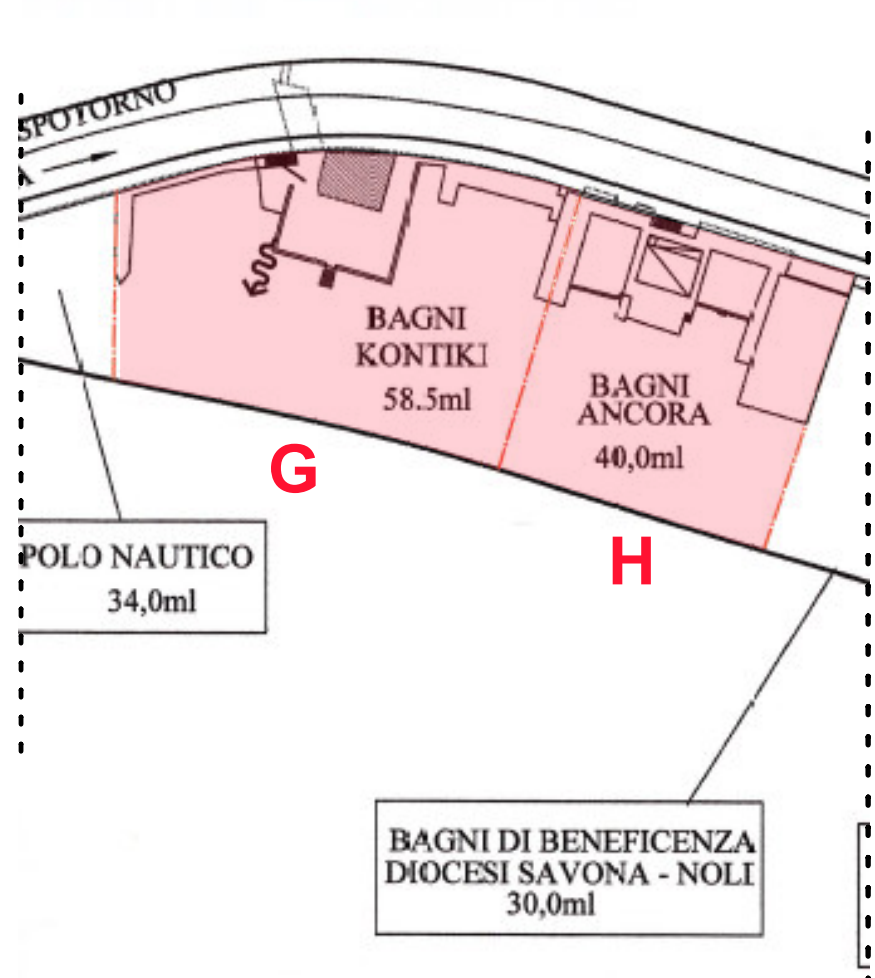 SPOTORNO
A
BAGNI
KONTIKI
58.5ml
BAGNI
ANCORA
40,0ml
G
H
POLO NAUTICO
34,0ml
BAGNI DI BENEFICENZA
DIOCESI SAVONA - NOLI
30,0ml